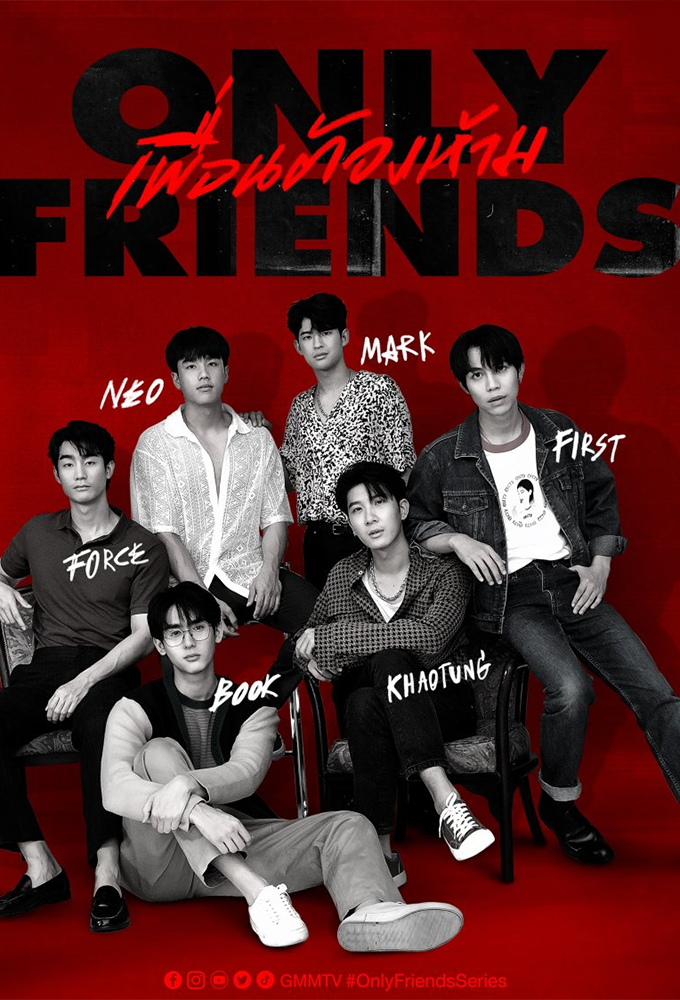 ONLY
เพื่อนต้องห้าม
FRIENDS
MARK
NEO
FIRST
FORCE
BOOK
KHAOTUNG
GMMTV #OnlyFriendsSeries